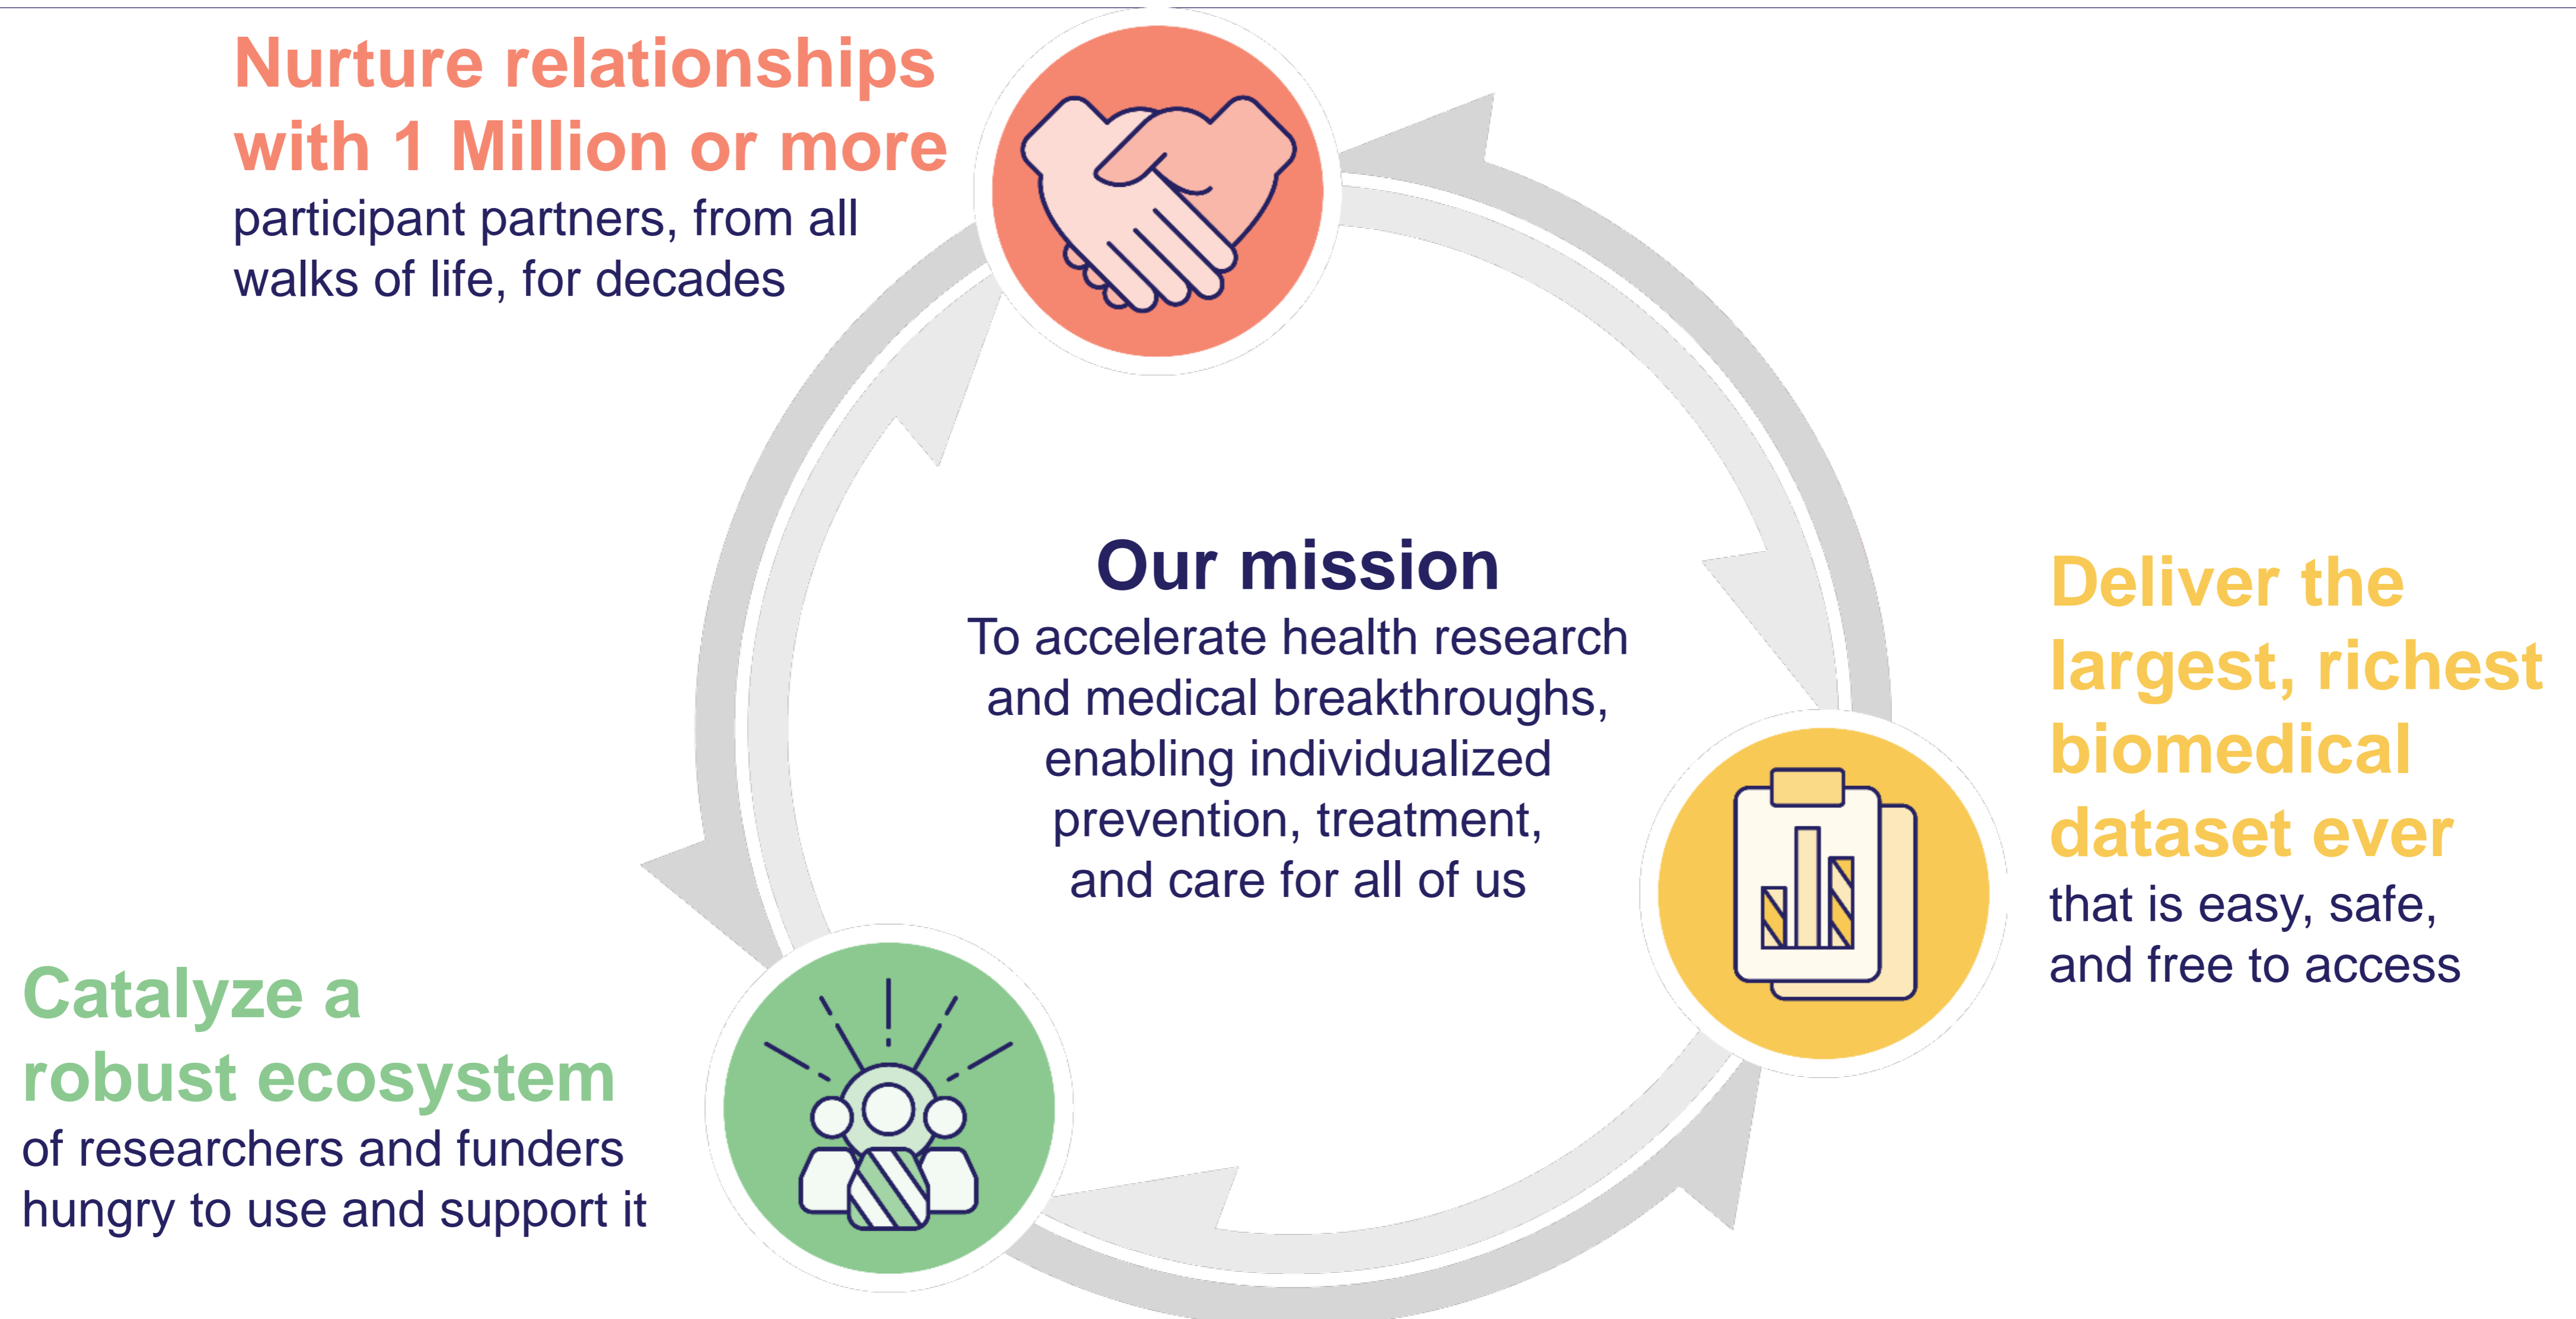 Nurture relationships
with 1 Million or more
participant partners, from all
walks of life, for decades
Our mission
To accelerate health research
and medical breakthroughs,
enabling individualized
prevention, treatment,
and care for all of us
Deliver the
largest, richest
biomedical
dataset ever
that is easy, safe,
and free to access
Catalyze a
robust ecosystem
of researchers and funders
hungry to use and support it